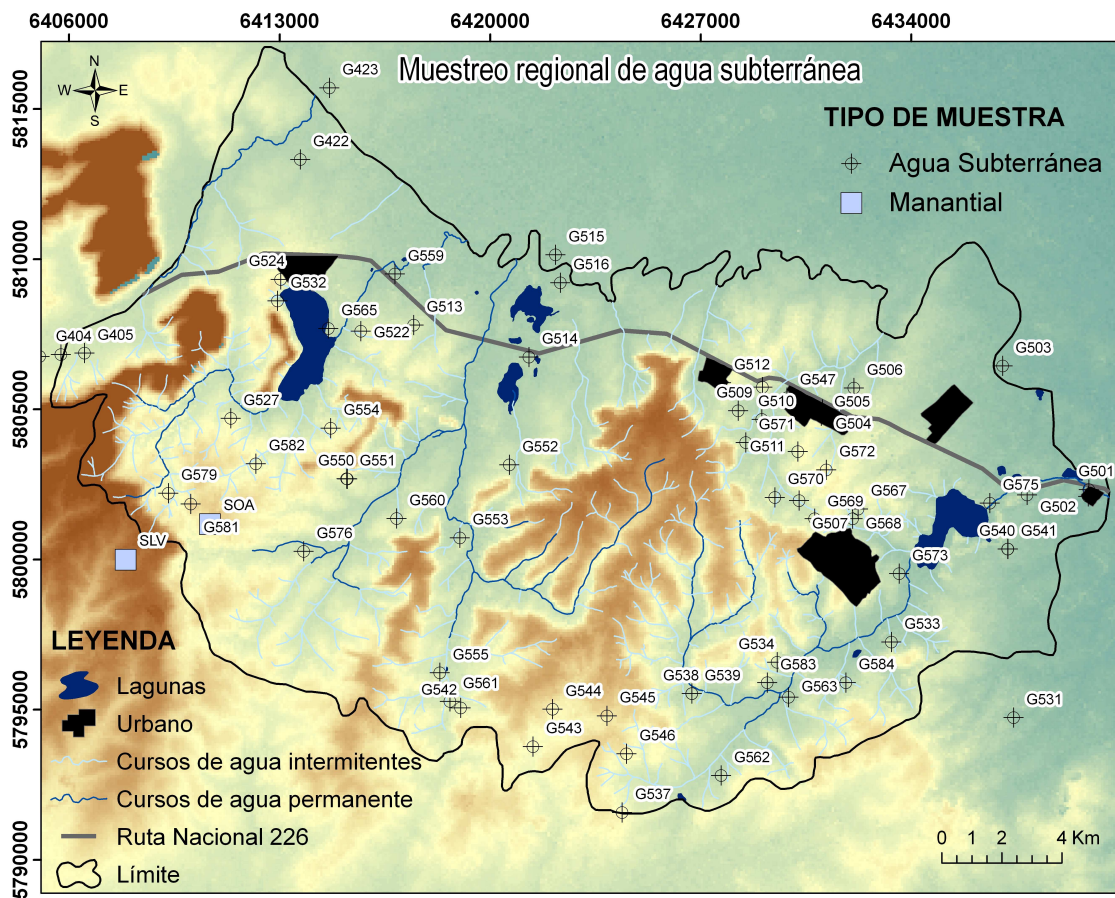 6406000 6413000 6420000 6427000 6434000
Muestreo regional de agua subterránea
N
W E
S
5815000
5810000
5805000
5800000
5795000
5790000
TIPO DE MUESTRA
Agua Subterránea
Manantial
G423
G422
G515
G516
G524
G559
G532
G513
G565
G522
G514
G404 G405
G503
G512
G506
G547
G509
G510
G505
G571
G504
G527
G554
G511
G572
G582
G552
G550 G551
G579
G570
G501
G575
G502
SOA
G581
G560
G569
G567
G507
G568
G553
G540 G541
SLV
G576
G573
G533
G534
G583
G584
G555
G538 G539
G542
G561
G544
G545
G563
G531
G543
G546
G562
G537
LEYENDA
Lagunas
Urbano
Cursos de agua intermitentes
Cursos de agua permanente
Ruta Nacional 226
Límite
0 1 2 4 Km